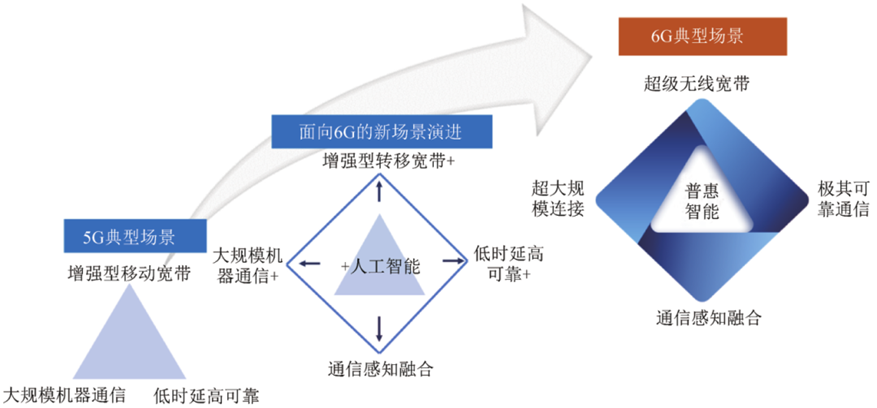 6G典型场景
超级无线宽带
超大规
模连接
普惠
智能
极其可
靠通信
通信感知融合
面向6G的新场景演进
增强型转移宽带+
大规模机
器通信+
+人工智能
低时延高
可靠+
通信感知融合
5G典型场景
增强型移动宽带
大规模机器通信
低时延高可靠